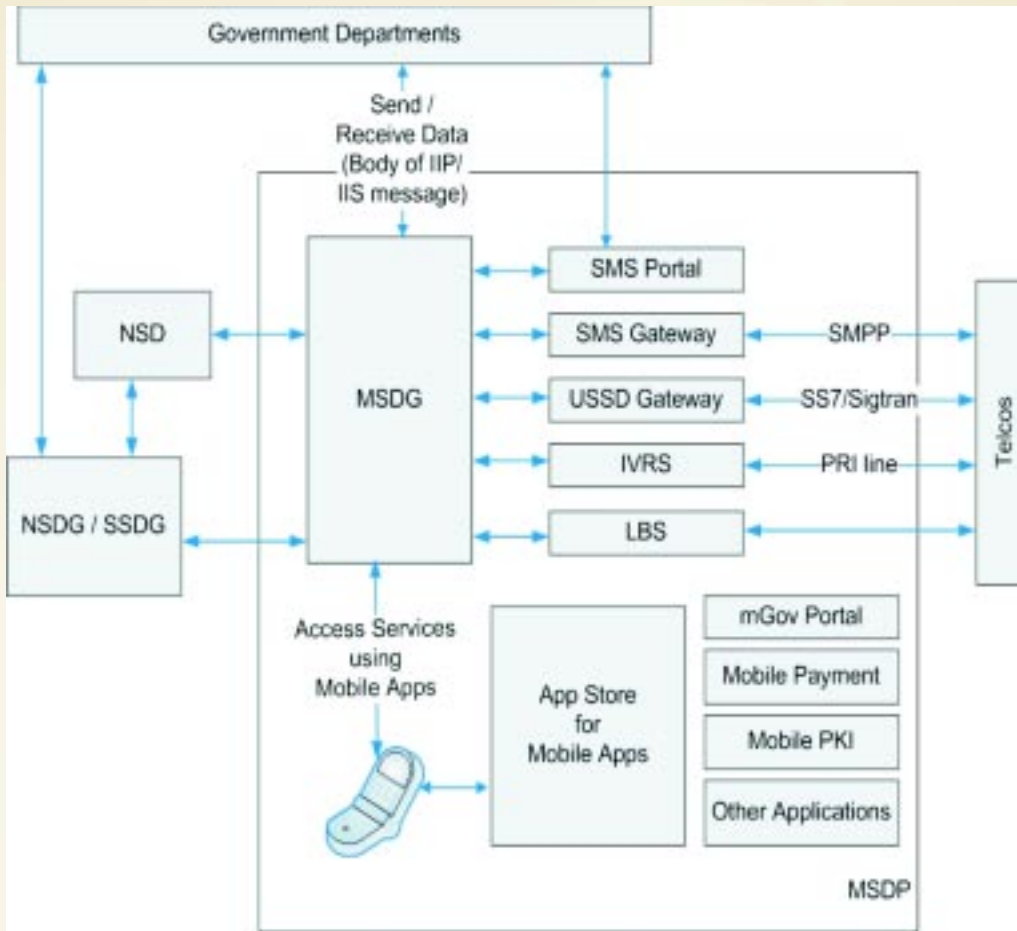 Government Departments
Send /
Receive Data
(Body of IIP/
IIS message)
SMS Portal
NSD
SMS Gateway
SMPP
MSDG
USSD Gateway
SS7/Sigtran
Telcos
IVRS
PRI line
NSDG / SSDG
LBS
Access Services
using
Mobile Apps
App Store
for
Mobile Apps
mGov Portal
Mobile Payment
Mobile PKI
Other Applications
MSDP